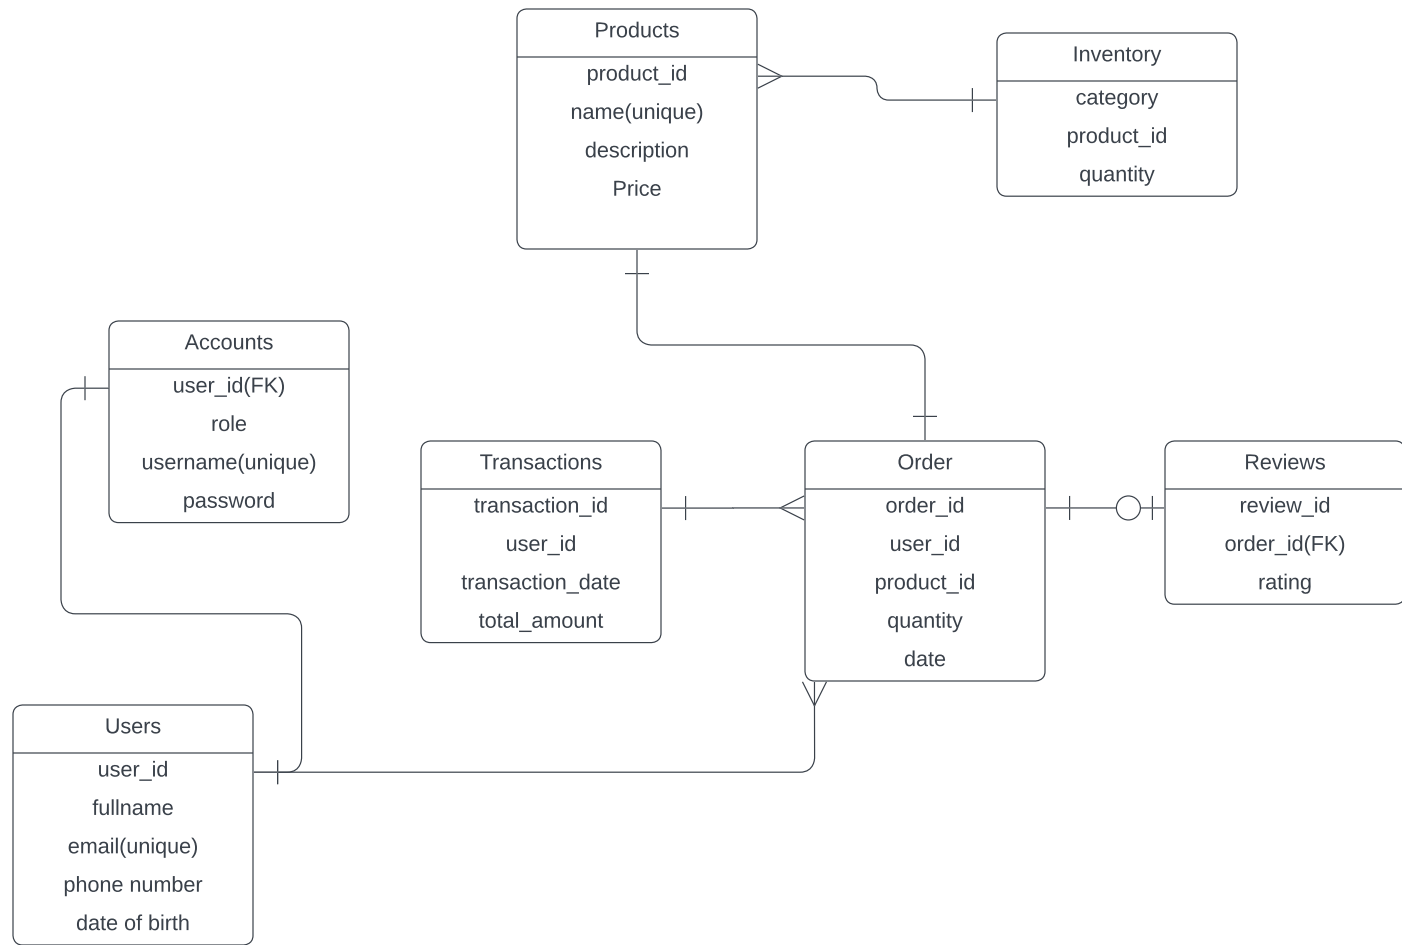 Products
product_id
name(unique)
description
Price
Inventory
category
product_id
quantity
Accounts
user_id(FK)
role
username(unique)
password
Transactions
transaction_id
user_id
transaction_date
total_amount
Order
order_id
user_id
product_id
quantity
date
Reviews
review_id
order_id(FK)
rating
Users
user_id
fullname
email(unique)
phone number
date of birth